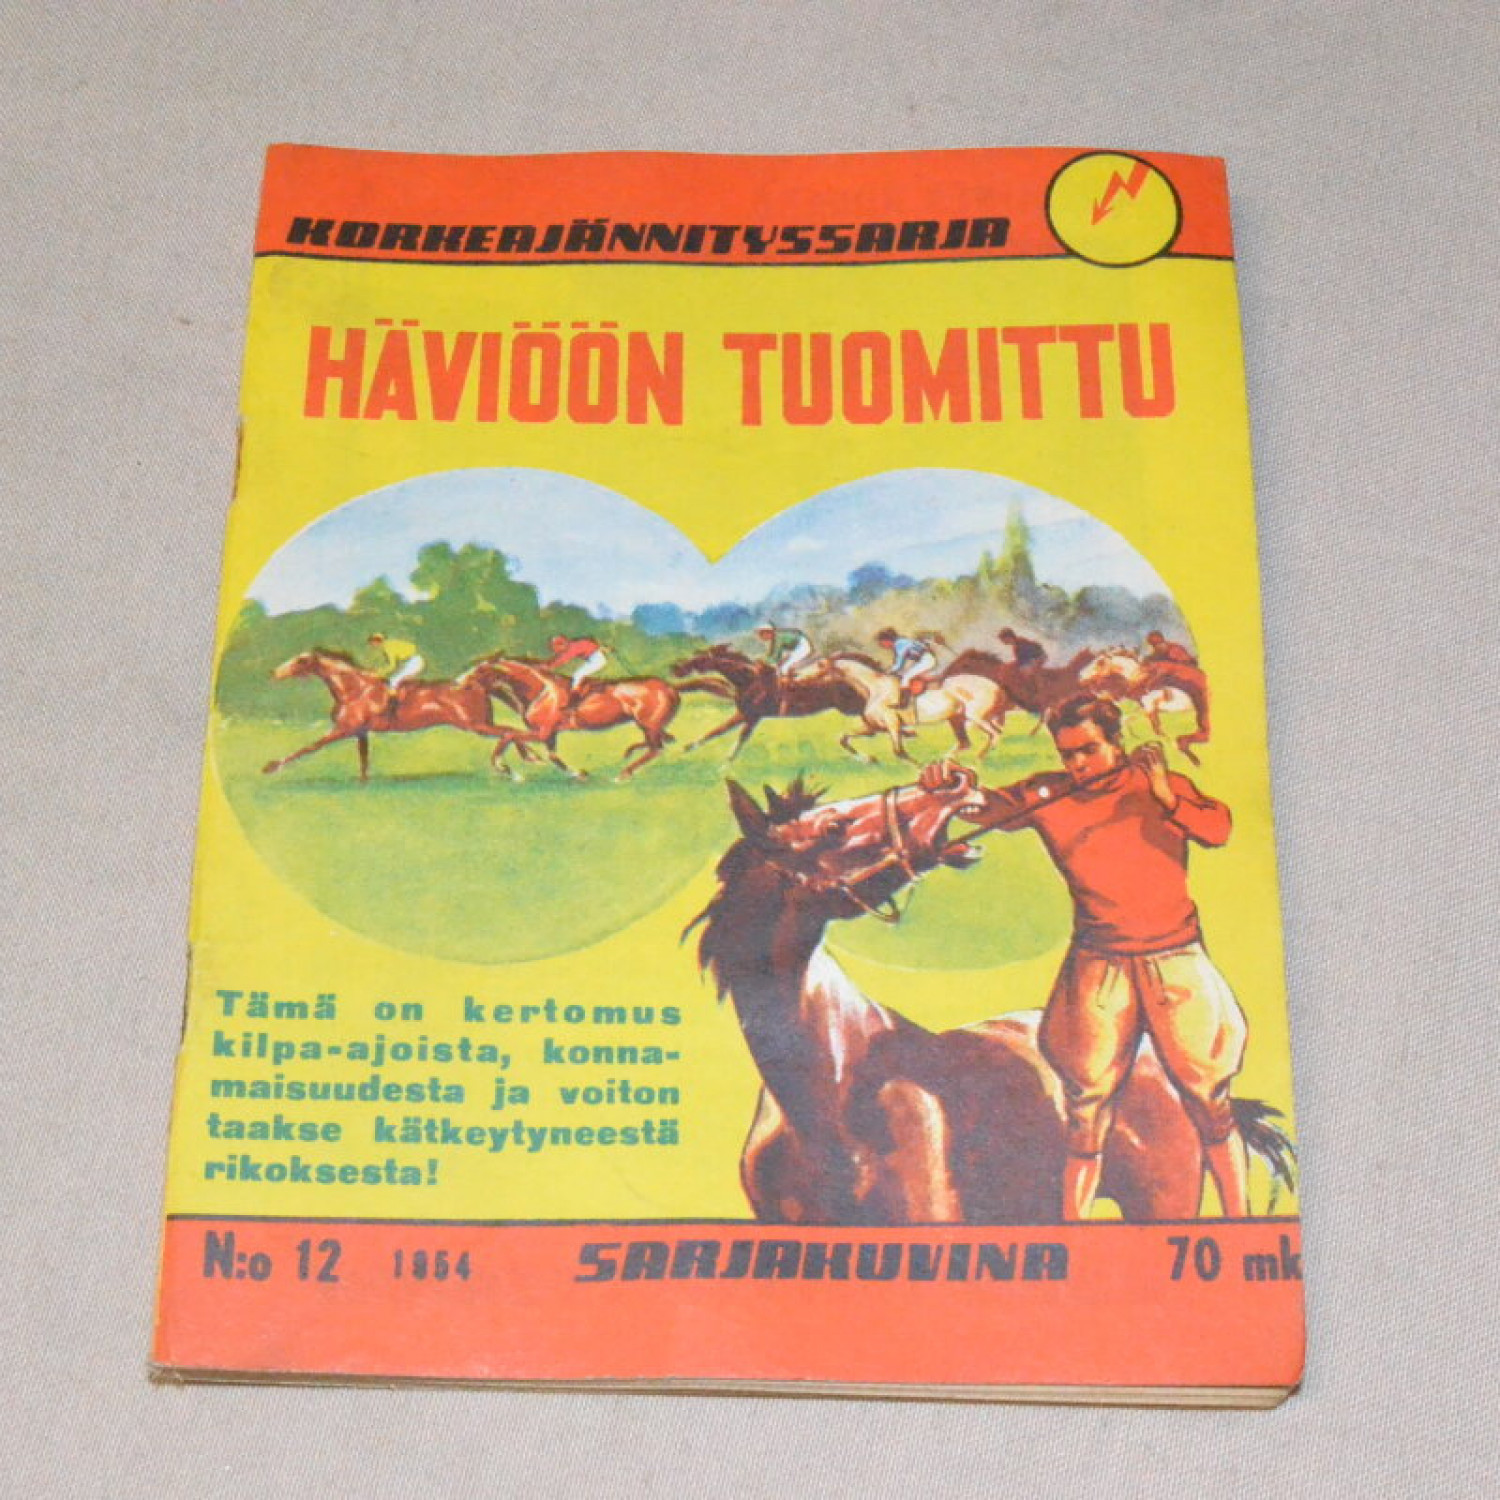 KORKEAJÄNNITYSSARJA
HÄVIÖÖN TUOMITTU
Tämä on kertomus
kilpa-ajoista, konna-
maisuudesta ja voiton
taakse kätkeytyneestä
rikoksesta!
N:o 12 1954 SARJAKUVINA 70 mk